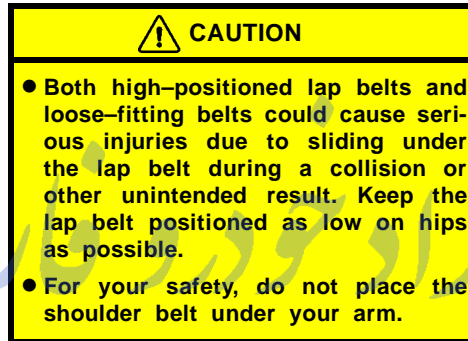 CAUTION
● Both high–positioned lap belts and
loose–fitting belts could cause seri-
ous injuries due to sliding under
the lap belt during a collision or
other unintended result. Keep the
lap belt positioned as low on hips
as possible.
● For your safety, do not place the
shoulder belt under your arm.